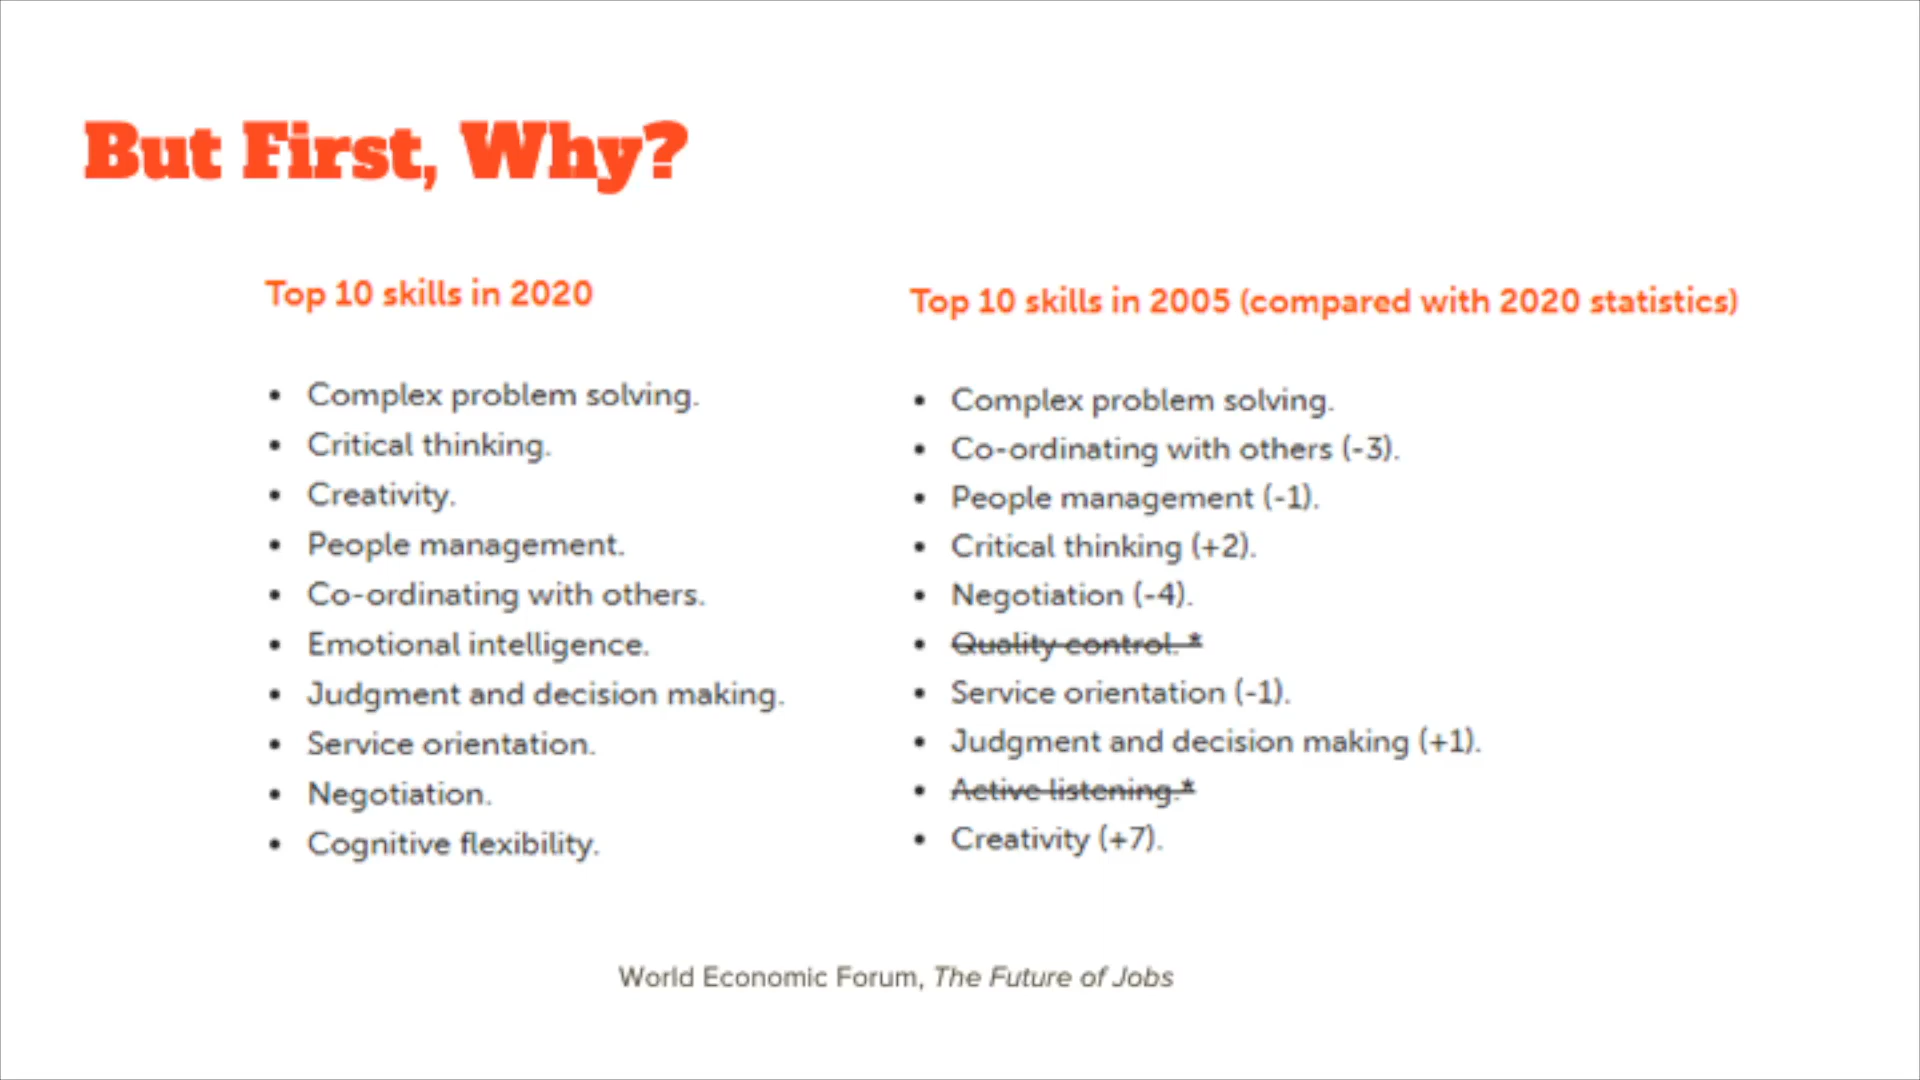 But First, Why?
Top 10 skills in 2020
• Complex problem solving.
• Critical thinking.
• Creativity.
• People management.
• Co-ordinating with others.
• Emotional intelligence.
• Judgment and decision making.
• Service orientation.
• Negotiation.
• Cognitive flexibility.
Top 10 skills in 2005 (compared with 2020 statistics)
• Complex problem solving.
• Co-ordinating with others (-3).
• People management (-1).
• Critical thinking (+2).
• Negotiation (-4).
• Quality control. *
• Service orientation (-1).
• Judgment and decision making (+1).
• Active listening.*
• Creativity (+7).
World Economic Forum, The Future of Jobs